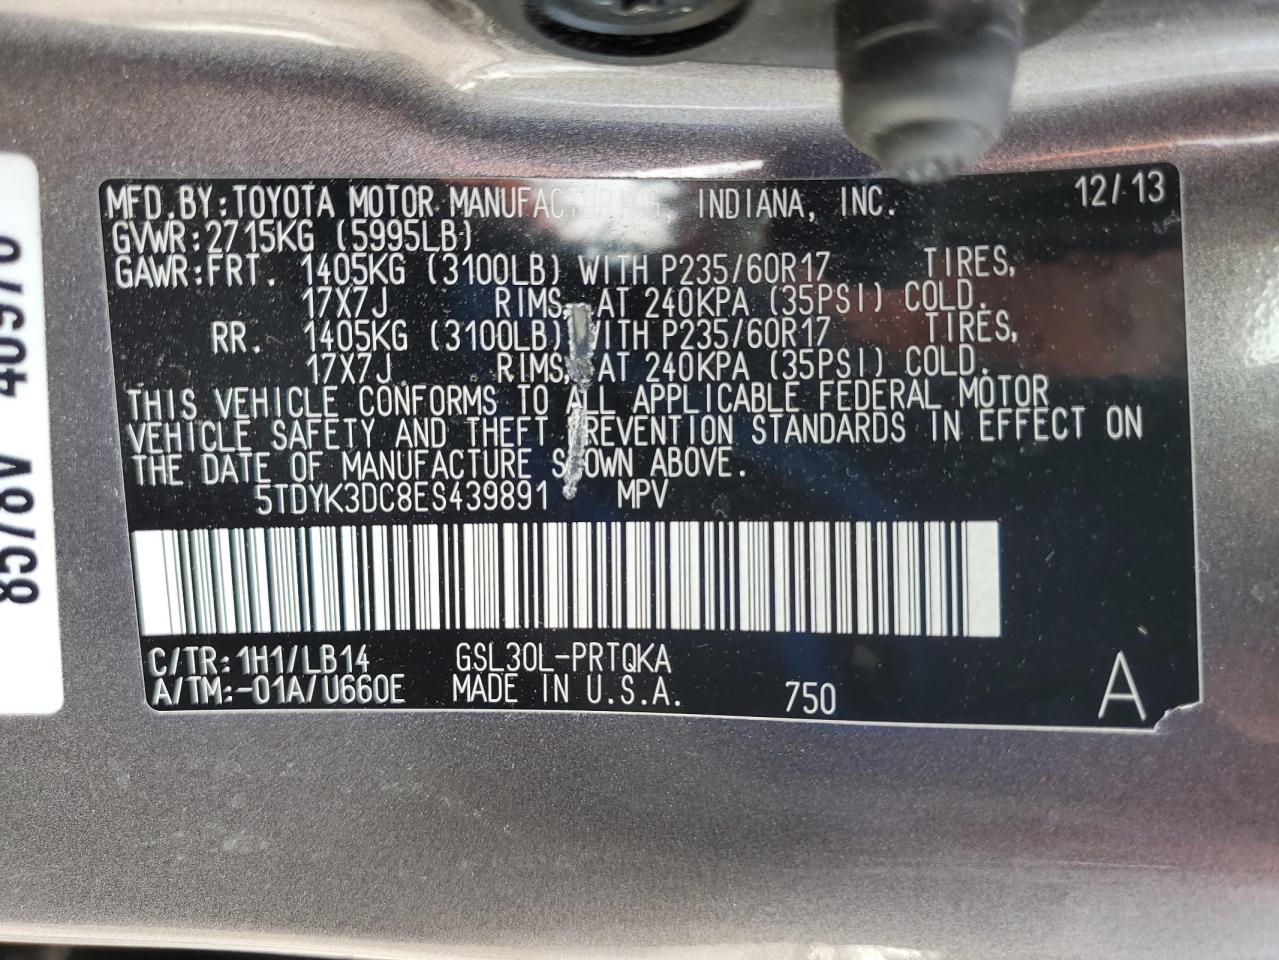 MFD.BY:TOYOTA MOTOR MANUFACTURING, INDIANA, INC. 12/13
GVWR:2715KG (5995LB)
GAWR:FRT. 1405KG (3100LB) WITH P235/60R17 TIRES,
17X7J RIMS, AT 240KPA (35PSI) COLD.
RR. 1405KG (3100LB) WITH P235/60R17 TIRES,
17X7J RIMS, AT 240KPA (35PSI) COLD.
THIS VEHICLE CONFORMS TO ALL APPLICABLE FEDERAL MOTOR
VEHICLE SAFETY AND THEFT PREVENTION STANDARDS IN EFFECT ON
THE DATE OF MANUFACTURE SHOWN ABOVE.
5TDYK3DC8ES439891 MPV
C/TR:1H1/LB14 GSL30L-PRTQKA
A/TM:-01A/U660E MADE IN U.S.A. 750 A